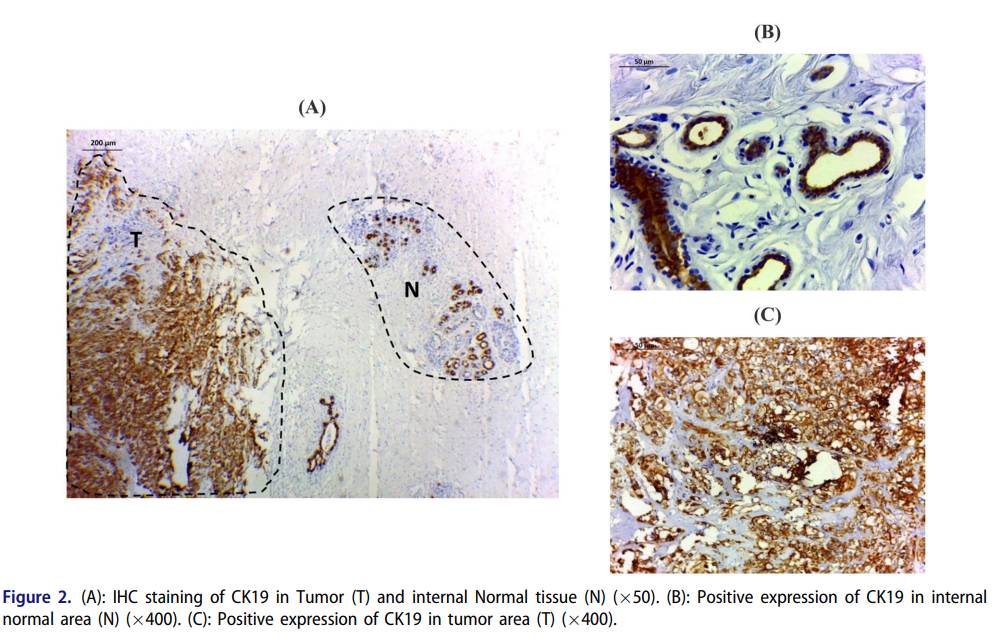 (A)
200 μm
T
N
(B)
50 μm
(C)
50 μm
Figure 2. (A): IHC staining of CK19 in Tumor (T) and internal Normal tissue (N) (×50). (B): Positive expression of CK19 in internal
normal area (N) (×400). (C): Positive expression of CK19 in tumor area (T) (×400).